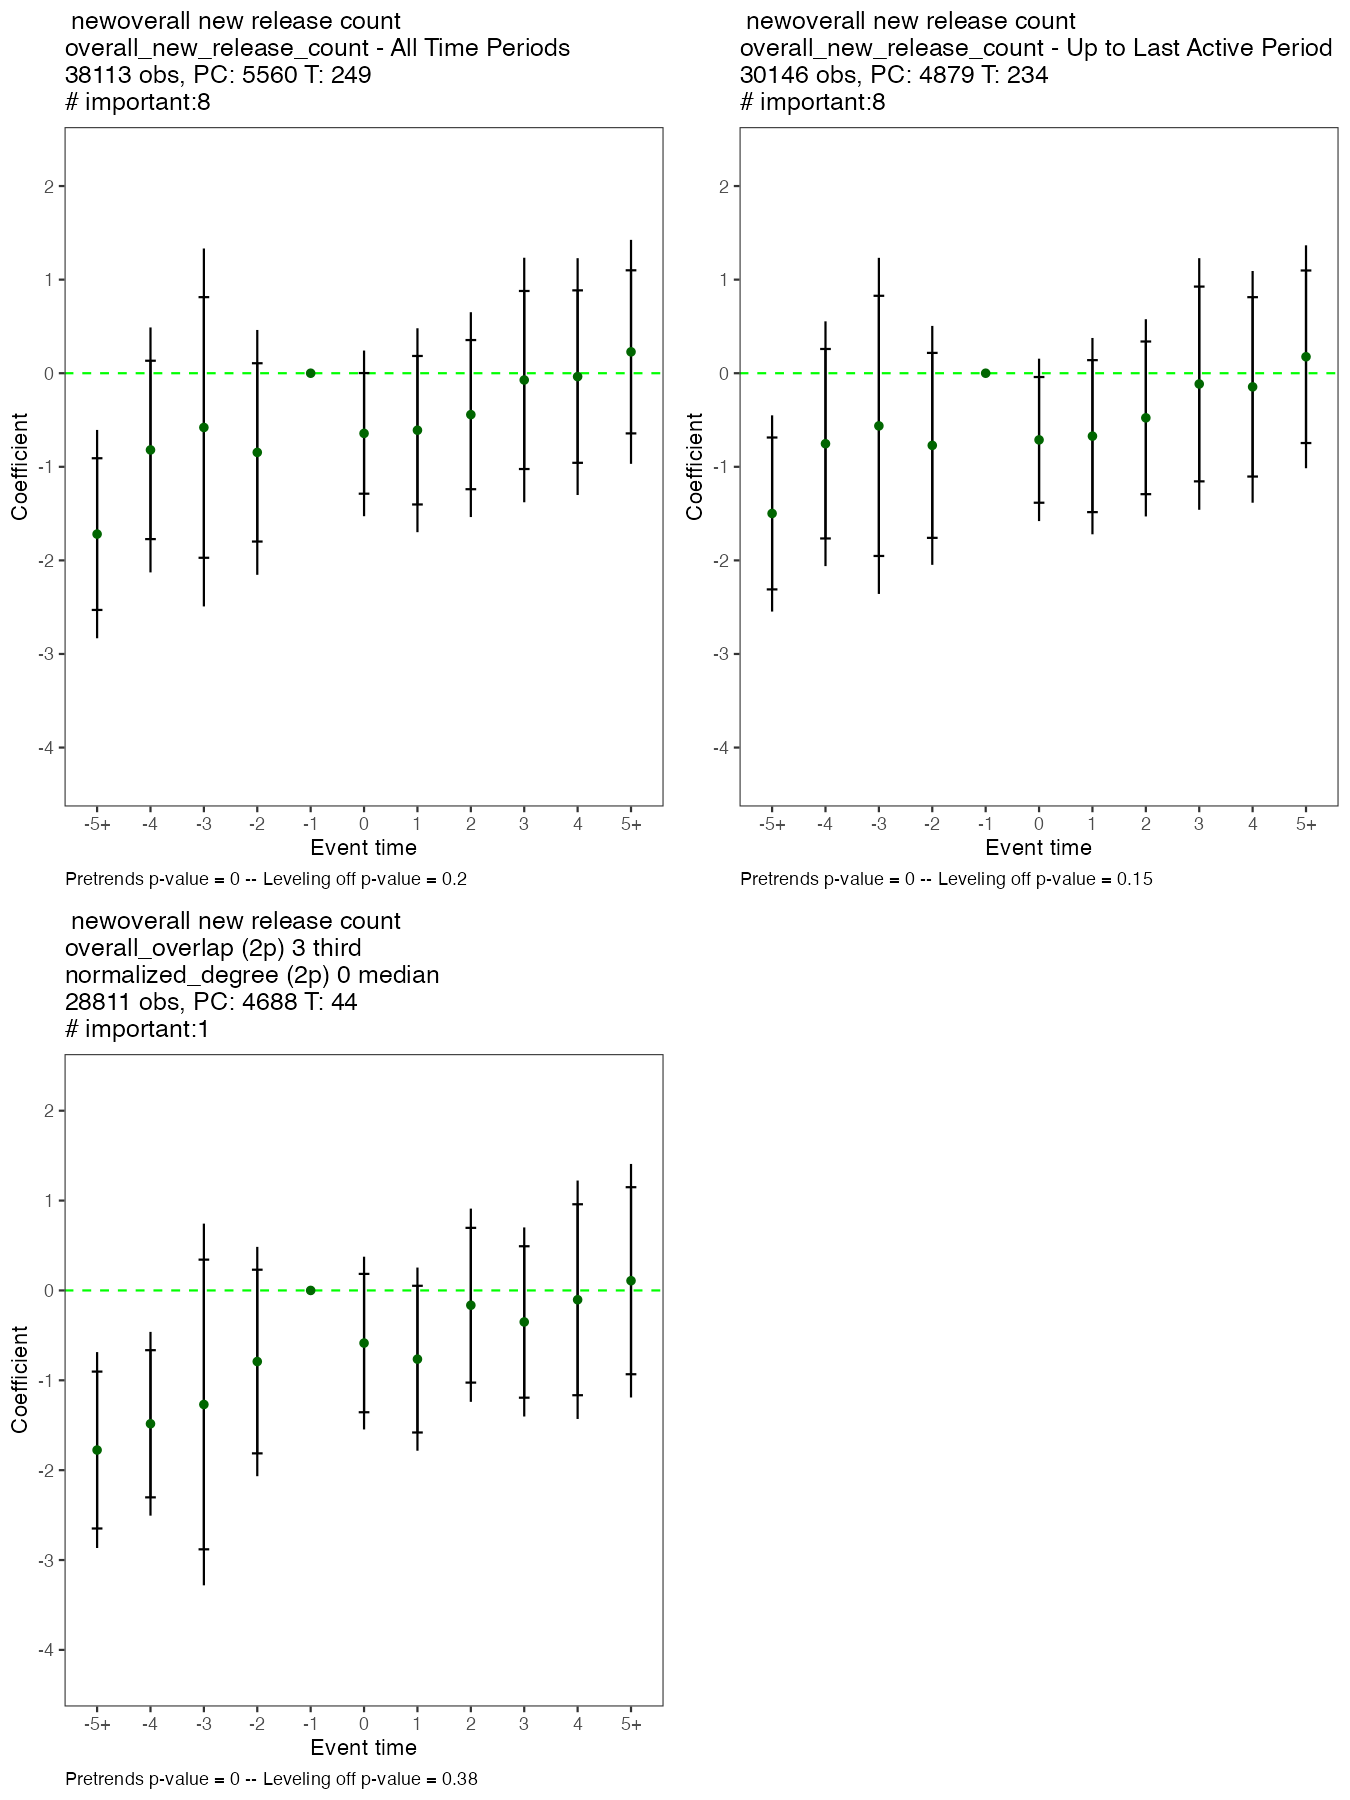 newoverall new release count
overall_new_release_count - All Time Periods
38113 obs, PC: 5560 T: 249
# important:8
2
1
0
-1
-2
-3
-4
Coefficient
-5+ -4 -3 -2 -1 0 1 2 3 4 5+
Event time
Pretrends p-value = 0 -- Leveling off p-value = 0.2
newoverall new release count
overall_new_release_count - Up to Last Active Period
30146 obs, PC: 4879 T: 234
# important:8
2
1
0
-1
-2
-3
-4
Coefficient
-5+ -4 -3 -2 -1 0 1 2 3 4 5+
Event time
Pretrends p-value = 0 -- Leveling off p-value = 0.15
newoverall new release count
overall_overlap (2p) 3 third
normalized_degree (2p) 0 median
28811 obs, PC: 4688 T: 44
# important:1
2
1
0
-1
-2
-3
-4
Coefficient
-5+ -4 -3 -2 -1 0 1 2 3 4 5+
Event time
Pretrends p-value = 0 -- Leveling off p-value = 0.38